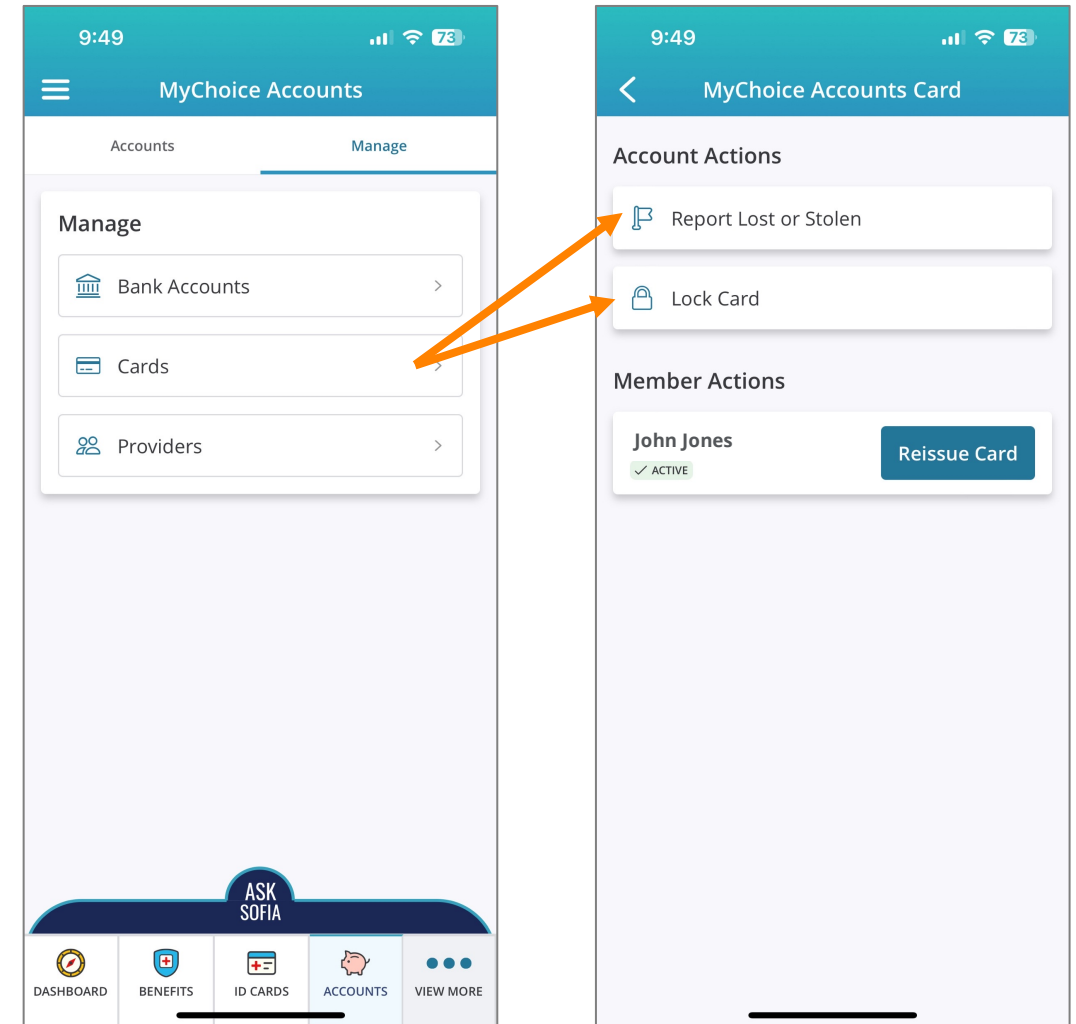 9:49
73
MyChoice Accounts
Accounts
Manage
Manage
Bank Accounts
Cards
Providers
ASK
SOFIA
DASHBOARD
BENEFITS
ID CARDS
ACCOUNTS
VIEW MORE
9:49
73
MyChoice Accounts Card
Account Actions
Report Lost or Stolen
Lock Card
Member Actions
John Jones
ACTIVE
Reissue Card